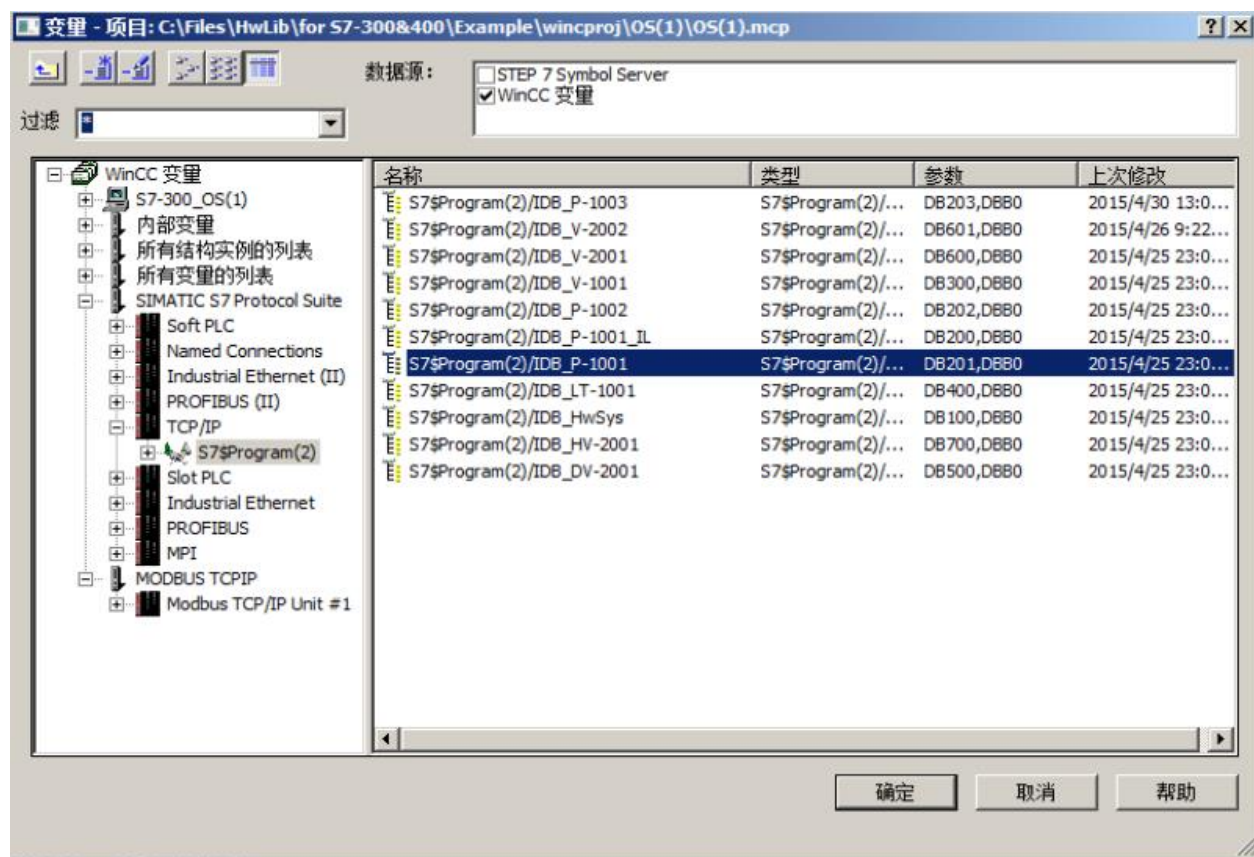 变量 - 项目: C:\Files\HwLib\for S7-300&400\Example\wincproj\OS(1)\OS(1).mcp
数据源：
STEP 7 Symbol Server
WinCC 变量
过滤
*
WinCC 变量
S7-300_OS(1)
内部变量
所有结构实例的列表
所有变量的列表
SIMATIC S7 Protocol Suite
Soft PLC
Named Connections
Industrial Ethernet (II)
PROFIBUS (II)
TCP/IP
S7$Program(2)
Slot PLC
Industrial Ethernet
PROFIBUS
MPI
MODBUS TCPIP
Modbus TCP/IP Unit #1
名称 类型 参数 上次修改
S7$Program(2)/IDB_P-1003 S7$Program(2)/... DB203,DBB0 2015/4/30 13:0...
S7$Program(2)/IDB_V-2002 S7$Program(2)/... DB601,DBB0 2015/4/26 9:22...
S7$Program(2)/IDB_V-2001 S7$Program(2)/... DB600,DBB0 2015/4/25 23:0...
S7$Program(2)/IDB_V-1001 S7$Program(2)/... DB300,DBB0 2015/4/25 23:0...
S7$Program(2)/IDB_P-1002 S7$Program(2)/... DB202,DBB0 2015/4/25 23:0...
S7$Program(2)/IDB_P-1001_IL S7$Program(2)/... DB200,DBB0 2015/4/25 23:0...
S7$Program(2)/IDB_P-1001 S7$Program(2)/... DB201,DBB0 2015/4/25 23:0...
S7$Program(2)/IDB_LT-1001 S7$Program(2)/... DB400,DBB0 2015/4/25 23:0...
S7$Program(2)/IDB_HwSys S7$Program(2)/... DB100,DBB0 2015/4/25 23:0...
S7$Program(2)/IDB_HV-2001 S7$Program(2)/... DB700,DBB0 2015/4/25 23:0...
S7$Program(2)/IDB_DV-2001 S7$Program(2)/... DB500,DBB0 2015/4/25 23:0...
确定 取消 帮助